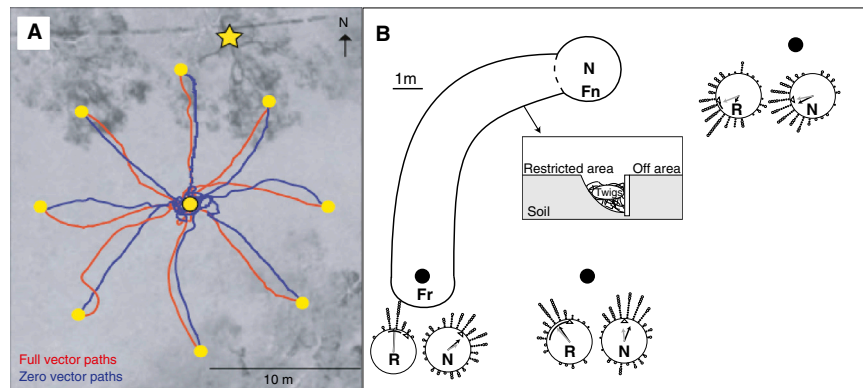 A
N
Full vector paths
Zero vector paths
10 m
B
1m
N
Fn
Restricted area
Off area
Twigs
Soil
Fr
R
N
R
N
R
N